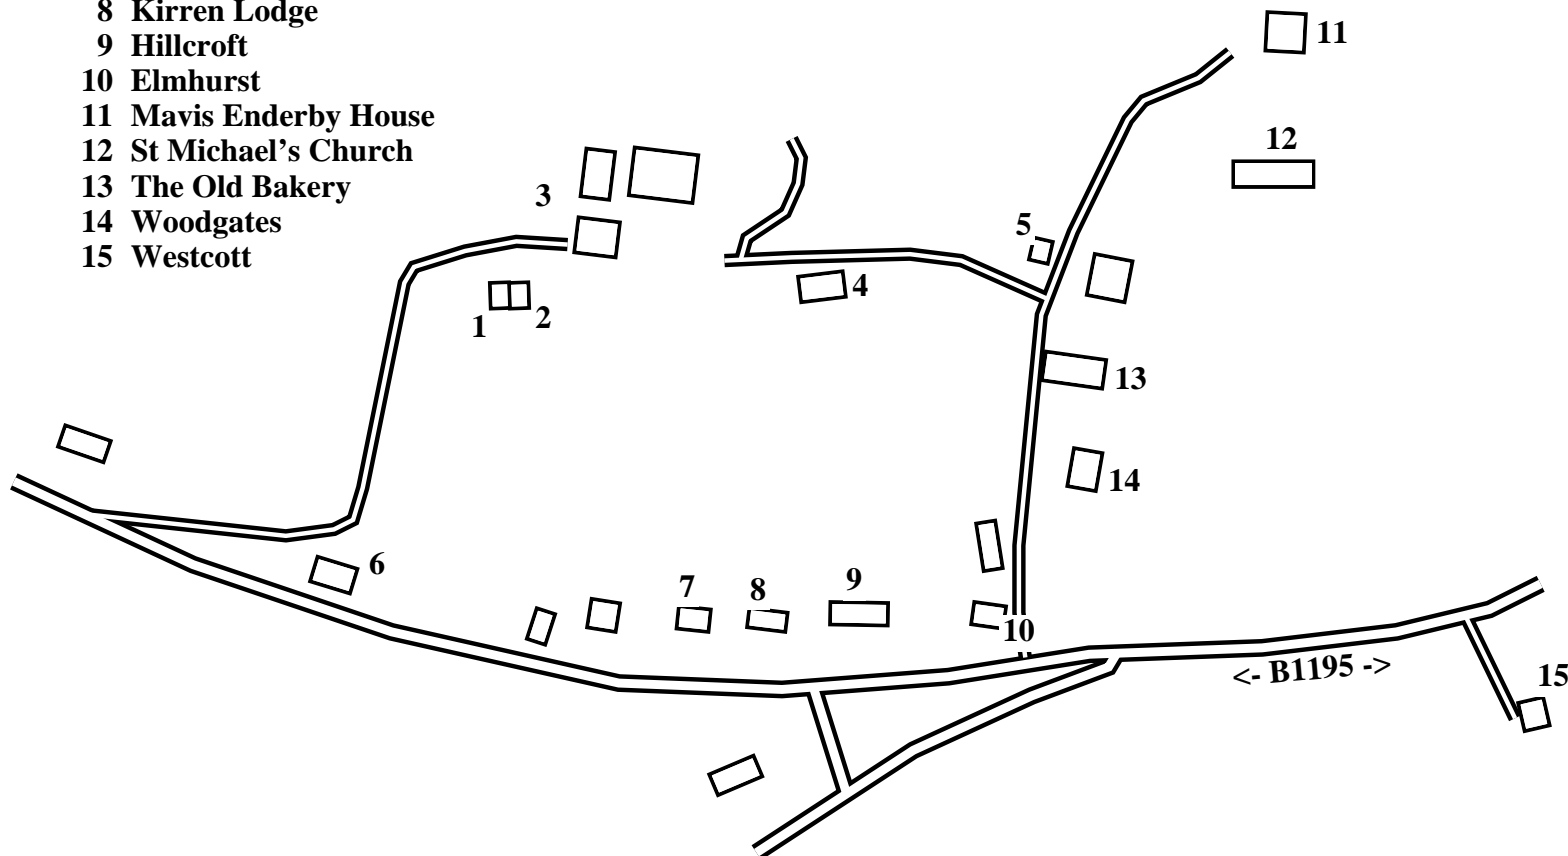 8 Kirren Lodge
9 Hillcroft
10 Elmhurst
11 Mavis Enderby House
12 St Michael’s Church
13 The Old Bakery
14 Woodgates
15 Westcott
11
12
3
5
4
1
2
13
14
6
7
8
9
10
<- B1195 ->
15